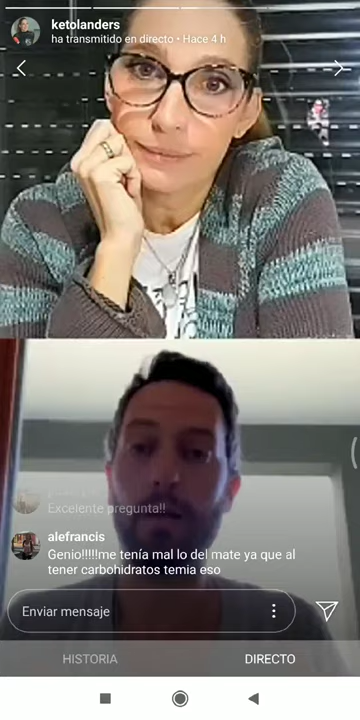 ketolanders
ha transmitido en directo • Hace 4 h
Excelente pregunta!!
alefrancis
Genio!!!!!me tenía mal lo del mate ya que al
tener carbohidratos temia eso
Enviar mensaje
HISTORIA
DIRECTO